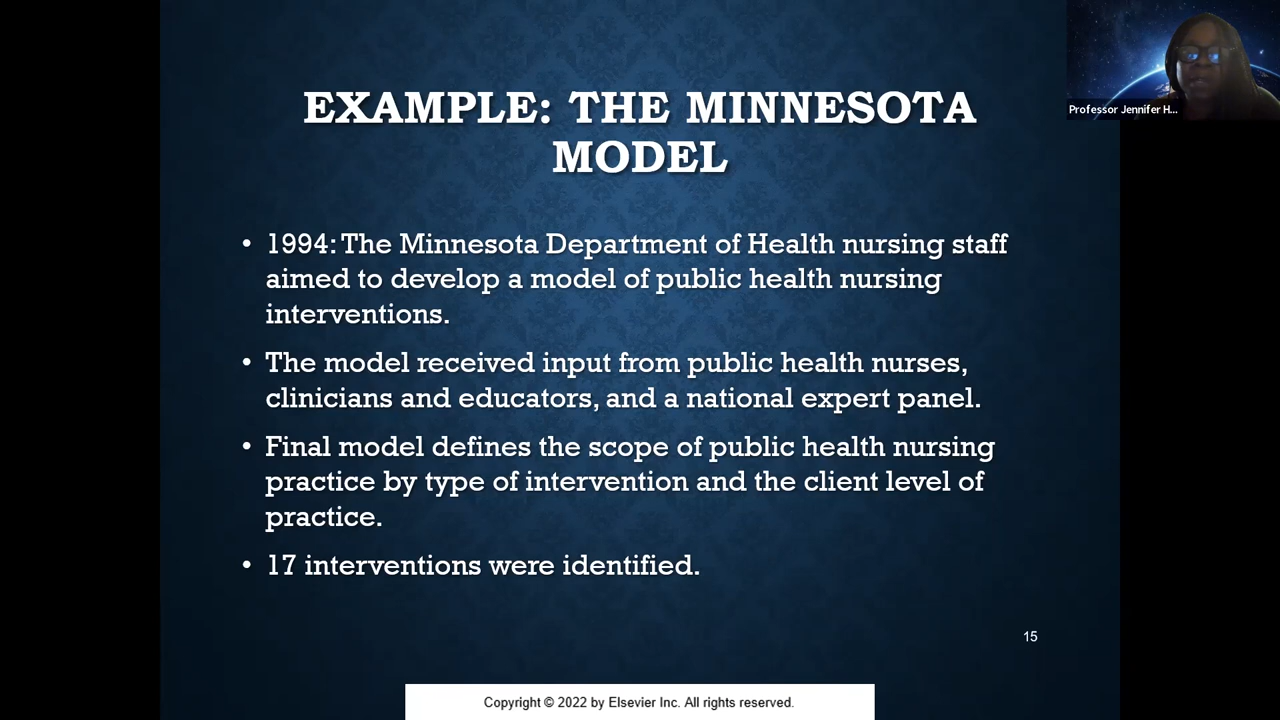 Professor Jennifer H...
EXAMPLE: THE MINNESOTA
MODEL
• 1994: The Minnesota Department of Health nursing staff
aimed to develop a model of public health nursing
interventions.
• The model received input from public health nurses,
clinicians and educators, and a national expert panel.
• Final model defines the scope of public health nursing
practice by type of intervention and the client level of
practice.
• 17 interventions were identified.
15
Copyright © 2022 by Elsevier Inc. All rights reserved.